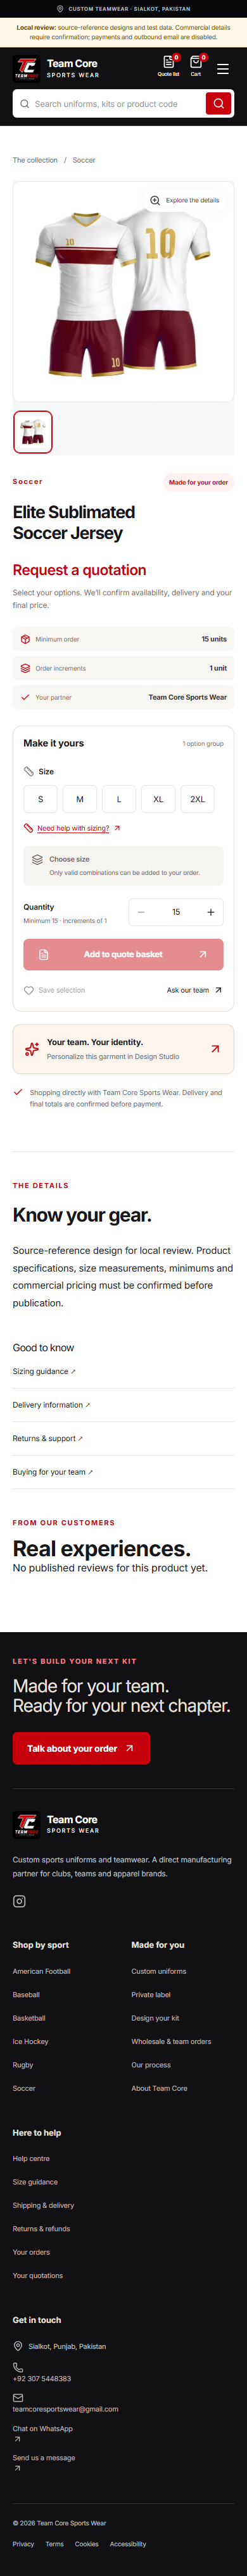 CUSTOM TEAMWEAR · SIALKOT, PAKISTAN
Local review: source-reference designs and test data. Commercial details
require confirmation; payments and outbound email are disabled.
TEAM CORE
Team Core
SPORTS WEAR
0
Quote list
0
Cart
Search uniforms, kits or product code
The collection / Soccer
Explore the details
10
10
Soccer
Made for your order
Elite Sublimated
Soccer Jersey
Request a quotation
Select your options. We'll confirm availability, delivery and your
final price.
Minimum order 15 units
Order increments 1 unit
Your partner Team Core Sports Wear
Make it yours 1 option group
Size
S M L XL 2XL
Need help with sizing?
Choose size
Only valid combinations can be added to your order.
Quantity
Minimum 15 · increments of 1
15
Add to quote basket
Save selection Ask our team
Your team. Your identity.
Personalize this garment in Design Studio
Shopping directly with Team Core Sports Wear. Delivery and
final totals are confirmed before payment.
THE DETAILS
Know your gear.
Source-reference design for local review. Product
specifications, size measurements, minimums and
commercial pricing must be confirmed before
publication.
Good to know
Sizing guidance ↗
Delivery information ↗
Returns & support ↗
Buying for your team ↗
FROM OUR CUSTOMERS
Real experiences.
No published reviews for this product yet.
LET'S BUILD YOUR NEXT KIT
Made for your team.
Ready for your next chapter.
Talk about your order
TEAM CORE
Team Core
SPORTS WEAR
Custom sports uniforms and teamwear. A direct manufacturing
partner for clubs, teams and apparel brands.
Shop by sport
American Football
Baseball
Basketball
Ice Hockey
Rugby
Soccer
Made for you
Custom uniforms
Private label
Design your kit
Wholesale & team orders
Our process
About Team Core
Here to help
Help centre
Size guidance
Shipping & delivery
Returns & refunds
Your orders
Your quotations
Get in touch
Sialkot, Punjab, Pakistan
+92 307 5448383
teamcoresportswear@gmail.com
Chat on WhatsApp
Send us a message
© 2026 Team Core Sports Wear
Privacy Terms Cookies Accessibility